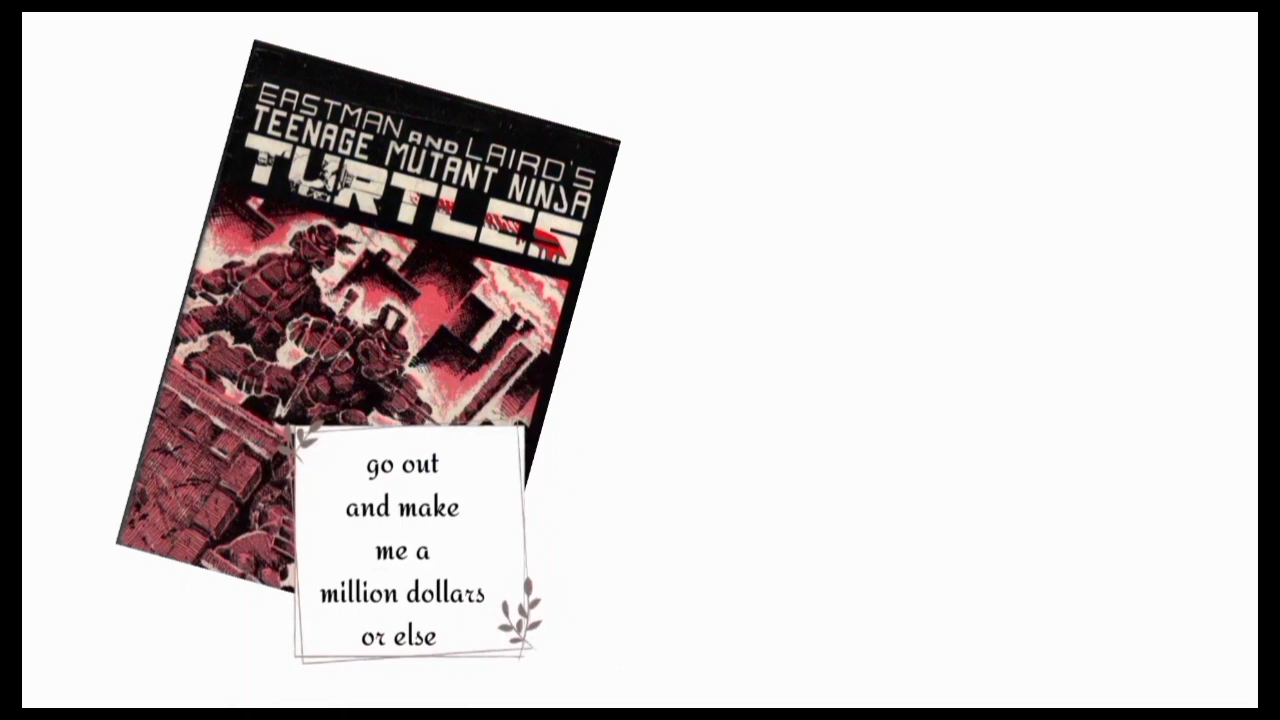 EASTMAN AND LAIRD'S
TEENAGE MUTANT NINJA
TURTLES
go out
and make
me a
million dollars
or else